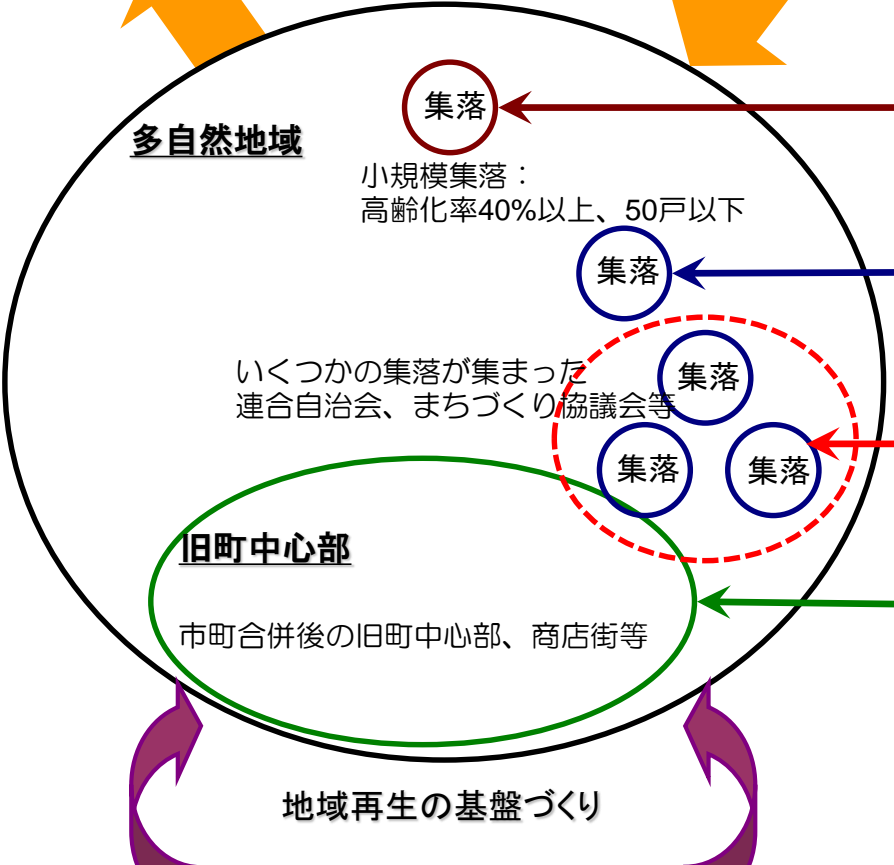 集落
多自然地域
小規模集落：
高齢化率40%以上、50戸以下
集落
いくつかの集落が集まった
連合自治会、まちづくり協議会等
集落
集落
集落
旧町中心部
市町合併後の旧町中心部、商店街等
地域再生の基盤づくり